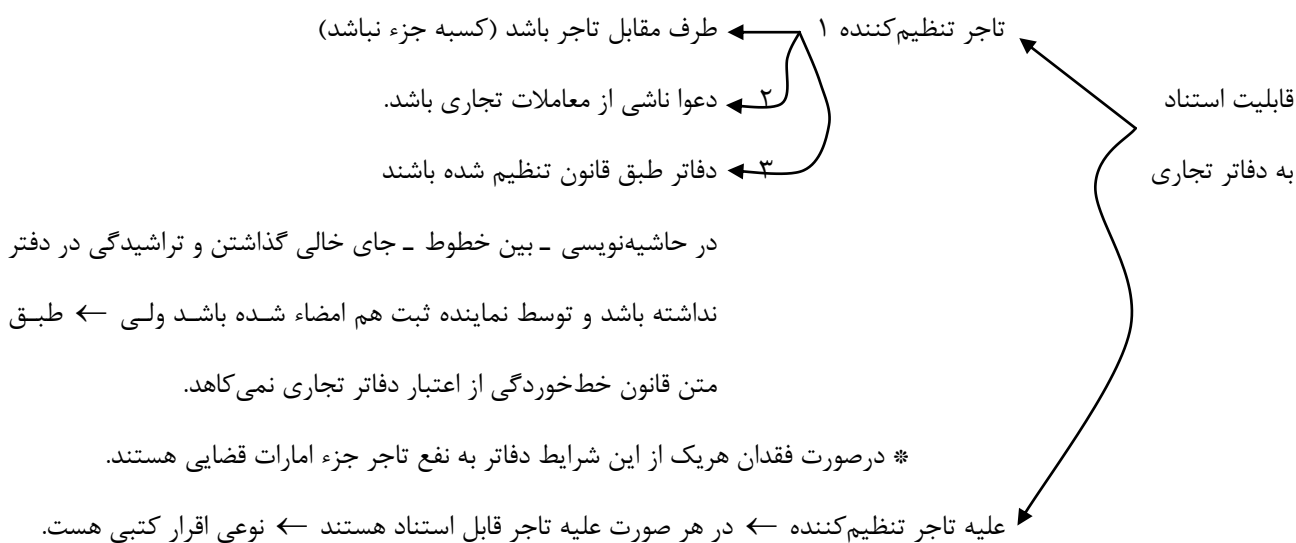 تاجر تنظیم‌کننده ۱ طرف مقابل تاجر باشد (کسبه جزء نباشد)
قابلیت استناد
۲ دعوا ناشی از معاملات تجاری باشد.
به دفاتر تجاری
۳ دفاتر طبق قانون تنظیم شده باشند
در حاشیه‌نویسی ـ بین خطوط ـ جای خالی گذاشتن و تراشیدگی در دفتر
نداشته باشد و توسط نماینده ثبت هم امضاء شده باشد ولی ← طبق
متن قانون خط‌خوردگی از اعتبار دفاتر تجاری نمی‌کاهد.
* درصورت فقدان هریک از این شرایط دفاتر به نفع تاجر جزء امارات قضایی هستند.
علیه تاجر تنظیم‌کننده ← در هر صورت علیه تاجر قابل استناد هستند ← نوعی اقرار کتبی هست.